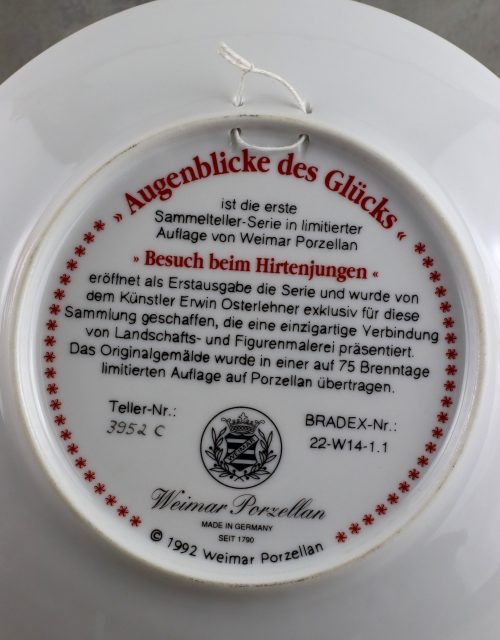 » Augenblicke des Glücks «
ist die erste
Sammelteller-Serie in limitierter
Auflage von Weimar Porzellan
» Besuch beim Hirtenjungen «
eröffnet als Erstausgabe die Serie und wurde von
dem Künstler Erwin Osterlehner exklusiv für diese
Sammlung geschaffen, die eine einzigartige Verbindung
von Landschafts- und Figurenmalerei präsentiert.
Das Originalgemälde wurde in einer auf 75 Brenntage
limitierten Auflage auf Porzellan übertragen.
Teller-Nr.:
3952 C
BRADEX-Nr.:
22-W14-1.1
Weimar Porzellan
MADE IN GERMANY
SEIT 1790
© 1992 Weimar Porzellan